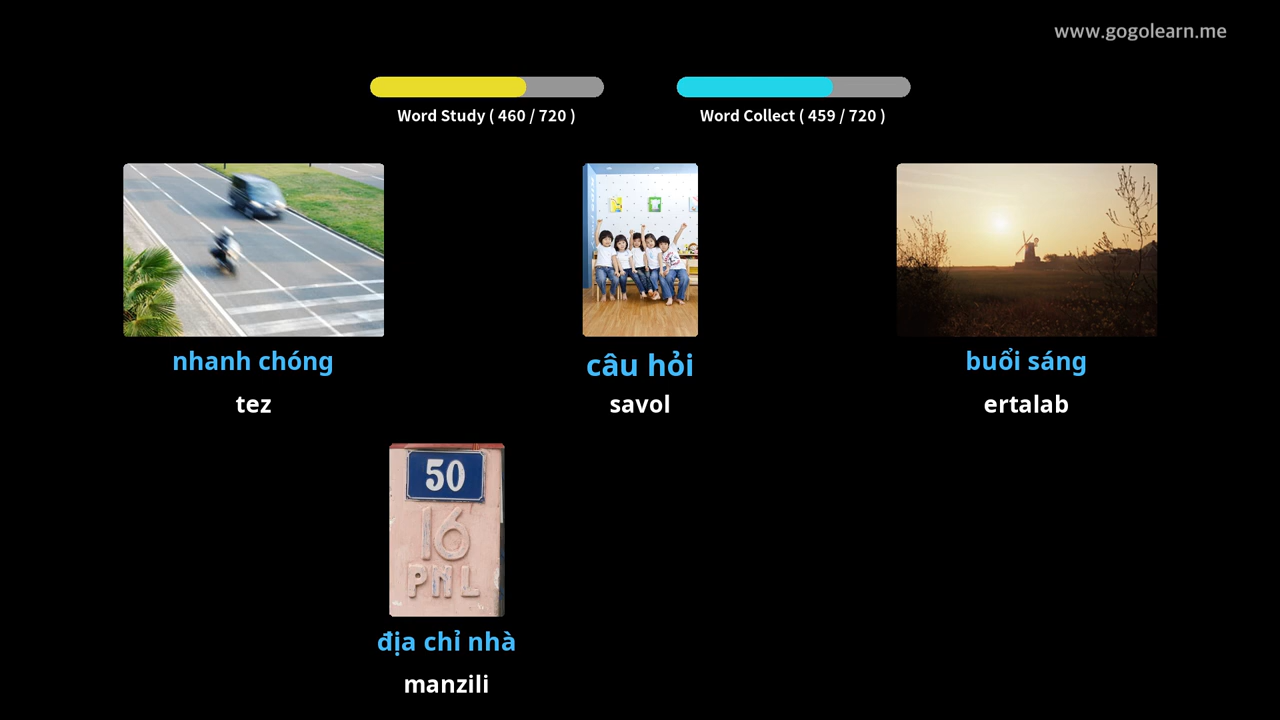 www.gogolearn.me
Word Study ( 460 / 720 )
Word Collect ( 459 / 720 )
nhanh chóng
câu hỏi
buổi sáng
tez
savol
ertalab
50
16
PNL
địa chỉ nhà
manzili